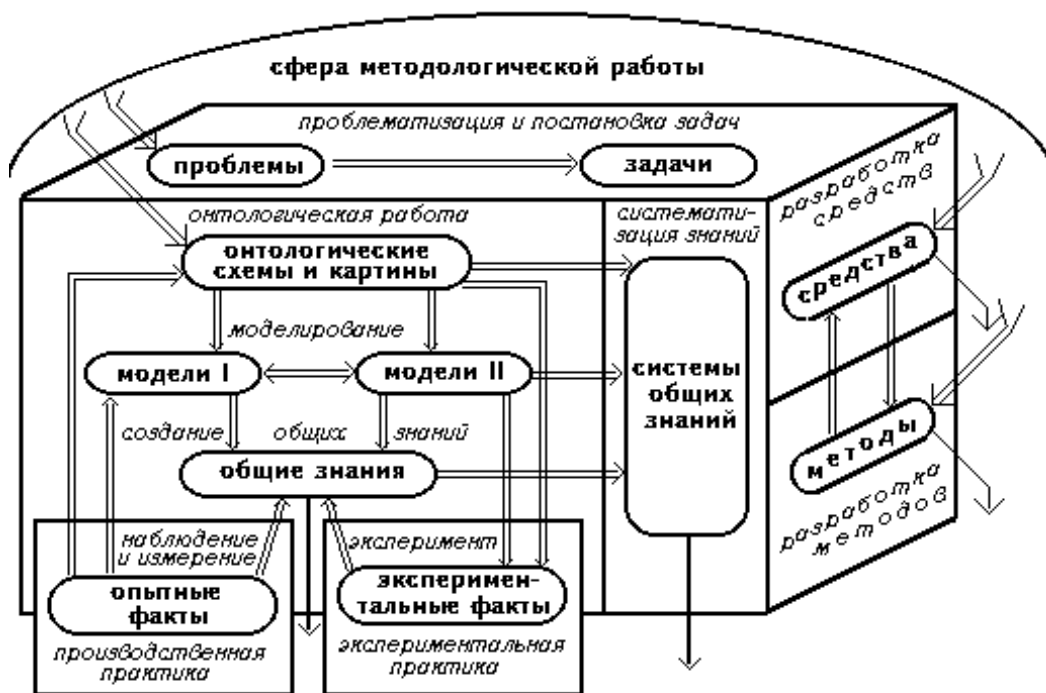 сфера методологической работы
проблематизация и постановка задач
проблемы
задачи
онтологическая работа
онтологические
схемы и картины
моделирование
модели I
модели II
создание общих знаний
общие знания
наблюдение
и измерение
эксперимент
опытные
факты
эксперимен-
тальные факты
производственная
практика
экспериментальная
практика
системати-
зация знаний
системы
общих
знаний
разработка
средств
средства
методы
разработка
методов